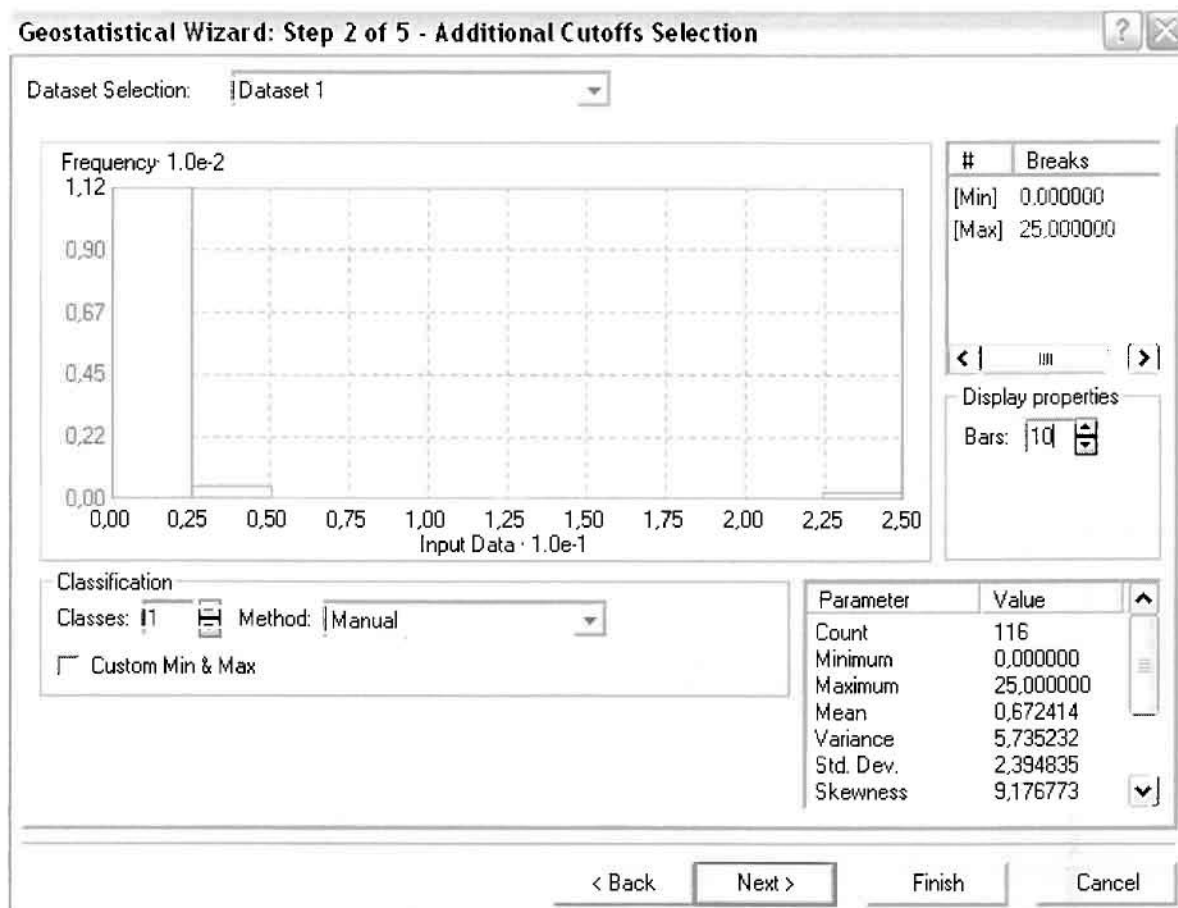 Geostatistical Wizard: Step 2 of 5 - Additional Cutoffs Selection
Dataset Selection: Dataset 1
Frequency · 1.0e-2
1,12
0,90
0,67
0,45
0,22
0,00
0,00 0,25 0,50 0,75 1,00 1,25 1,50 1,75 2,00 2,25 2,50
Input Data · 1.0e-1
# Breaks
[Min] 0.000000
[Max] 25,000000
Display properties
Bars: 10
Classification
Classes: 1 Method: Manual
Custom Min & Max
Parameter Value
Count 116
Minimum 0,000000
Maximum 25,000000
Mean 0,672414
Variance 5,735232
Std. Dev. 2,394835
Skewness 9,176773
< Back Next > Finish Cancel